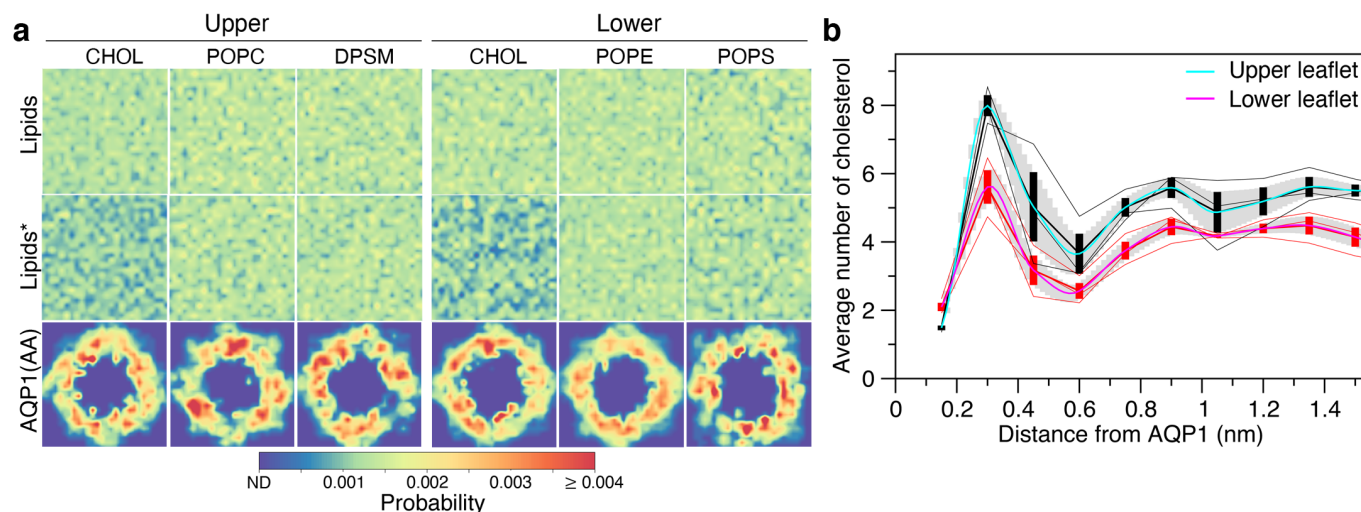 a
Upper
Lower
CHOL
POPC
DPSM
CHOL
POPE
POPS
Lipids
Lipids*
AQP1(AA)
ND
0.001
0.002
0.003
≥ 0.004
Probability
b
Upper leaflet
Lower leaflet
Average number of cholesterol
8
6
4
2
0
0
0.2
0.4
0.6
0.8
1
1.2
1.4
Distance from AQP1 (nm)